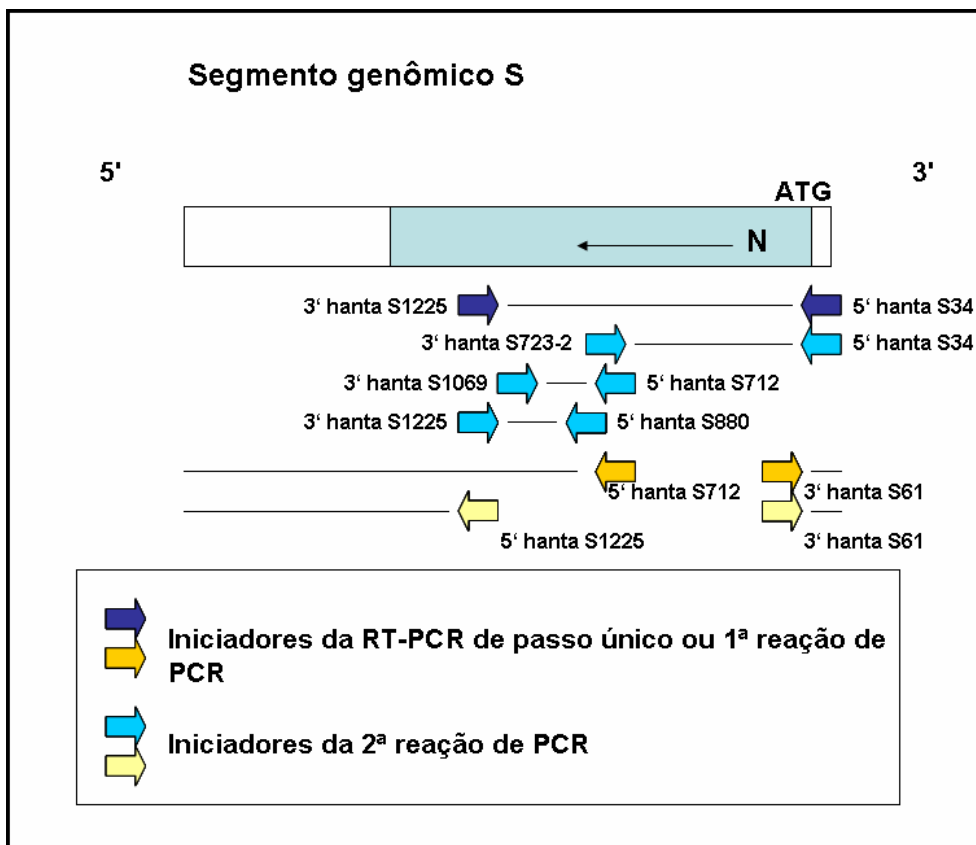 Segmento genômico S
5'
3'
ATG
N
3‘ hanta S1225
5‘ hanta S34
3‘ hanta S723-2
5‘ hanta S34
3‘ hanta S1069
5‘ hanta S712
3‘ hanta S1225
5‘ hanta S880
5‘ hanta S712
3‘ hanta S61
5‘ hanta S1225
3‘ hanta S61
Iniciadores da RT-PCR de passo único ou 1ª reação de
PCR
Iniciadores da 2ª reação de PCR